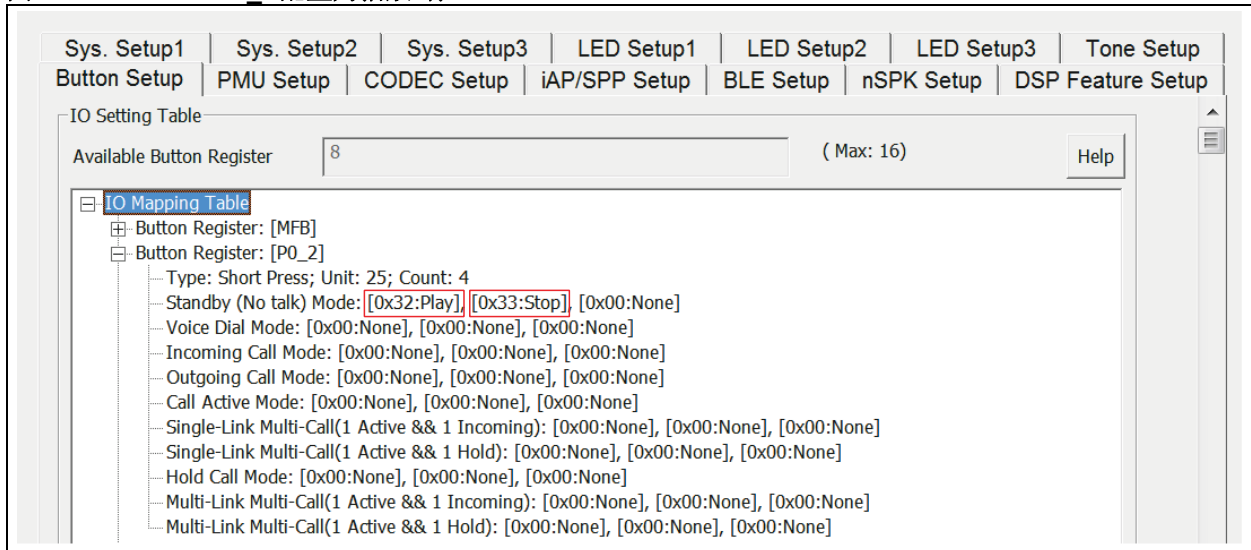 Sys. Setup1 Sys. Setup2 Sys. Setup3 LED Setup1 LED Setup2 LED Setup3 Tone Setup
Button Setup PMU Setup CODEC Setup iAP/SPP Setup BLE Setup nSPK Setup DSP Feature Setup
IO Setting Table
Available Button Register 8 ( Max: 16) Help
IO Mapping Table
Button Register: [MFB]
Button Register: [P0_2]
Type: Short Press; Unit: 25; Count: 4
Standby (No talk) Mode: [0x32:Play], [0x33:Stop], [0x00:None]
Voice Dial Mode: [0x00:None], [0x00:None], [0x00:None]
Incoming Call Mode: [0x00:None], [0x00:None], [0x00:None]
Outgoing Call Mode: [0x00:None], [0x00:None], [0x00:None]
Call Active Mode: [0x00:None], [0x00:None], [0x00:None]
Single-Link Multi-Call(1 Active && 1 Incoming): [0x00:None], [0x00:None], [0x00:None]
Single-Link Multi-Call(1 Active && 1 Hold): [0x00:None], [0x00:None], [0x00:None]
Hold Call Mode: [0x00:None], [0x00:None], [0x00:None]
Multi-Link Multi-Call(1 Active && 1 Incoming): [0x00:None], [0x00:None], [0x00:None]
Multi-Link Multi-Call(1 Active && 1 Hold): [0x00:None], [0x00:None], [0x00:None]